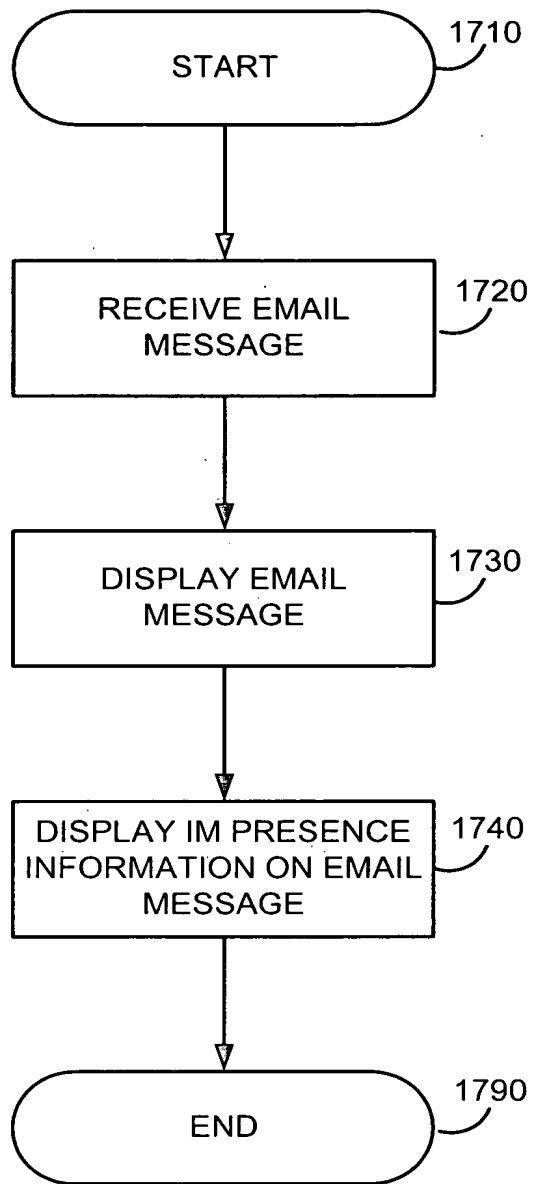 1710
START
1720
RECEIVE EMAIL
MESSAGE
1730
DISPLAY EMAIL
MESSAGE
1740
DISPLAY IM PRESENCE
INFORMATION ON EMAIL
MESSAGE
1790
END